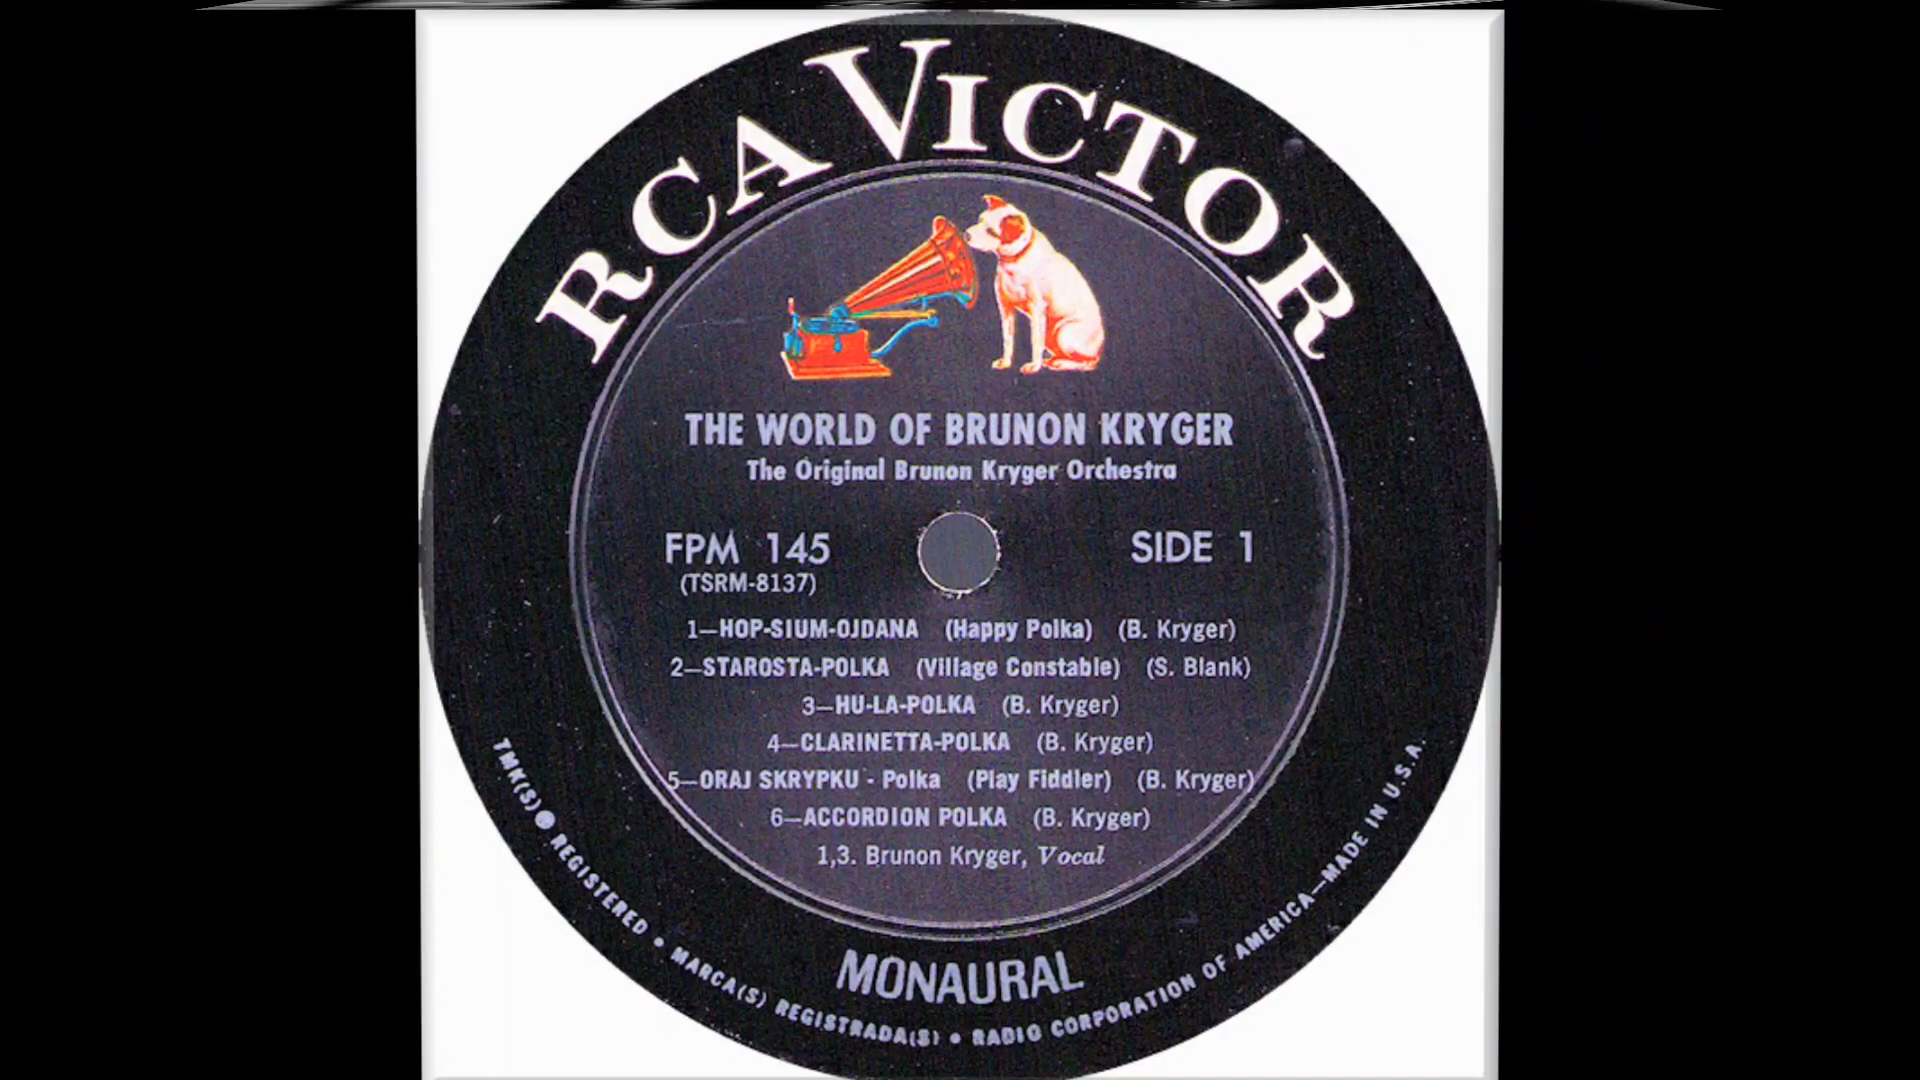 RCA VICTOR
THE WORLD OF BRUNON KRYGER
The Original Brunon Kryger Orchestra
FPM 145
(TSRM-8137)
SIDE 1
1—HOP-SIUM-OJDANA (Happy Polka) (B. Kryger)
2—STAROSTA-POLKA (Village Constable) (S. Blank)
3—HU-LA-POLKA (B. Kryger)
4—CLARINETTA-POLKA (B. Kryger)
5—ORAJ SKRYPKU - Polka (Play Fiddler) (B. Kryger)
6—ACCORDION POLKA (B. Kryger)
1,3. Brunon Kryger, Vocal
MONAURAL
TMK(S) ● REGISTERED • MARCA(S) REGISTRADA(S) • RADIO CORPORATION OF AMERICA—MADE IN U.S.A.